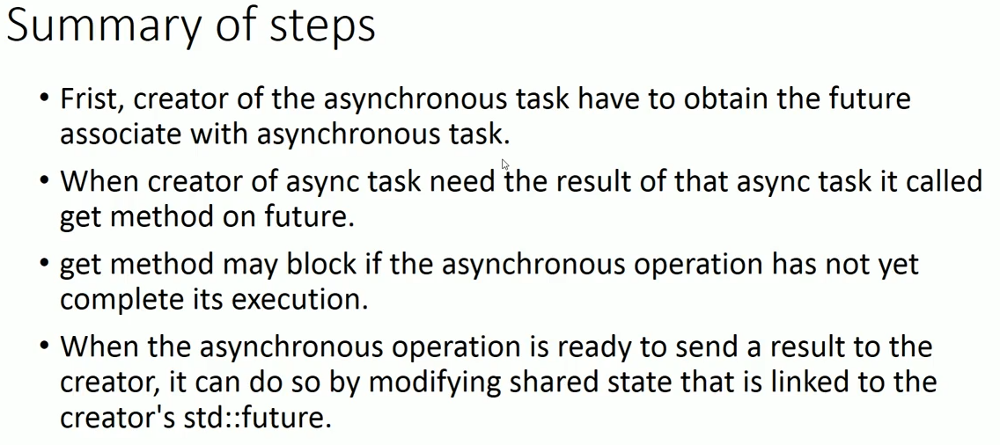 Summary of steps
• Frist, creator of the asynchronous task have to obtain the future
associate with asynchronous task.
• When creator of async task need the result of that async task it called
get method on future.
• get method may block if the asynchronous operation has not yet
complete its execution.
• When the asynchronous operation is ready to send a result to the
creator, it can do so by modifying shared state that is linked to the
creator's std::future.